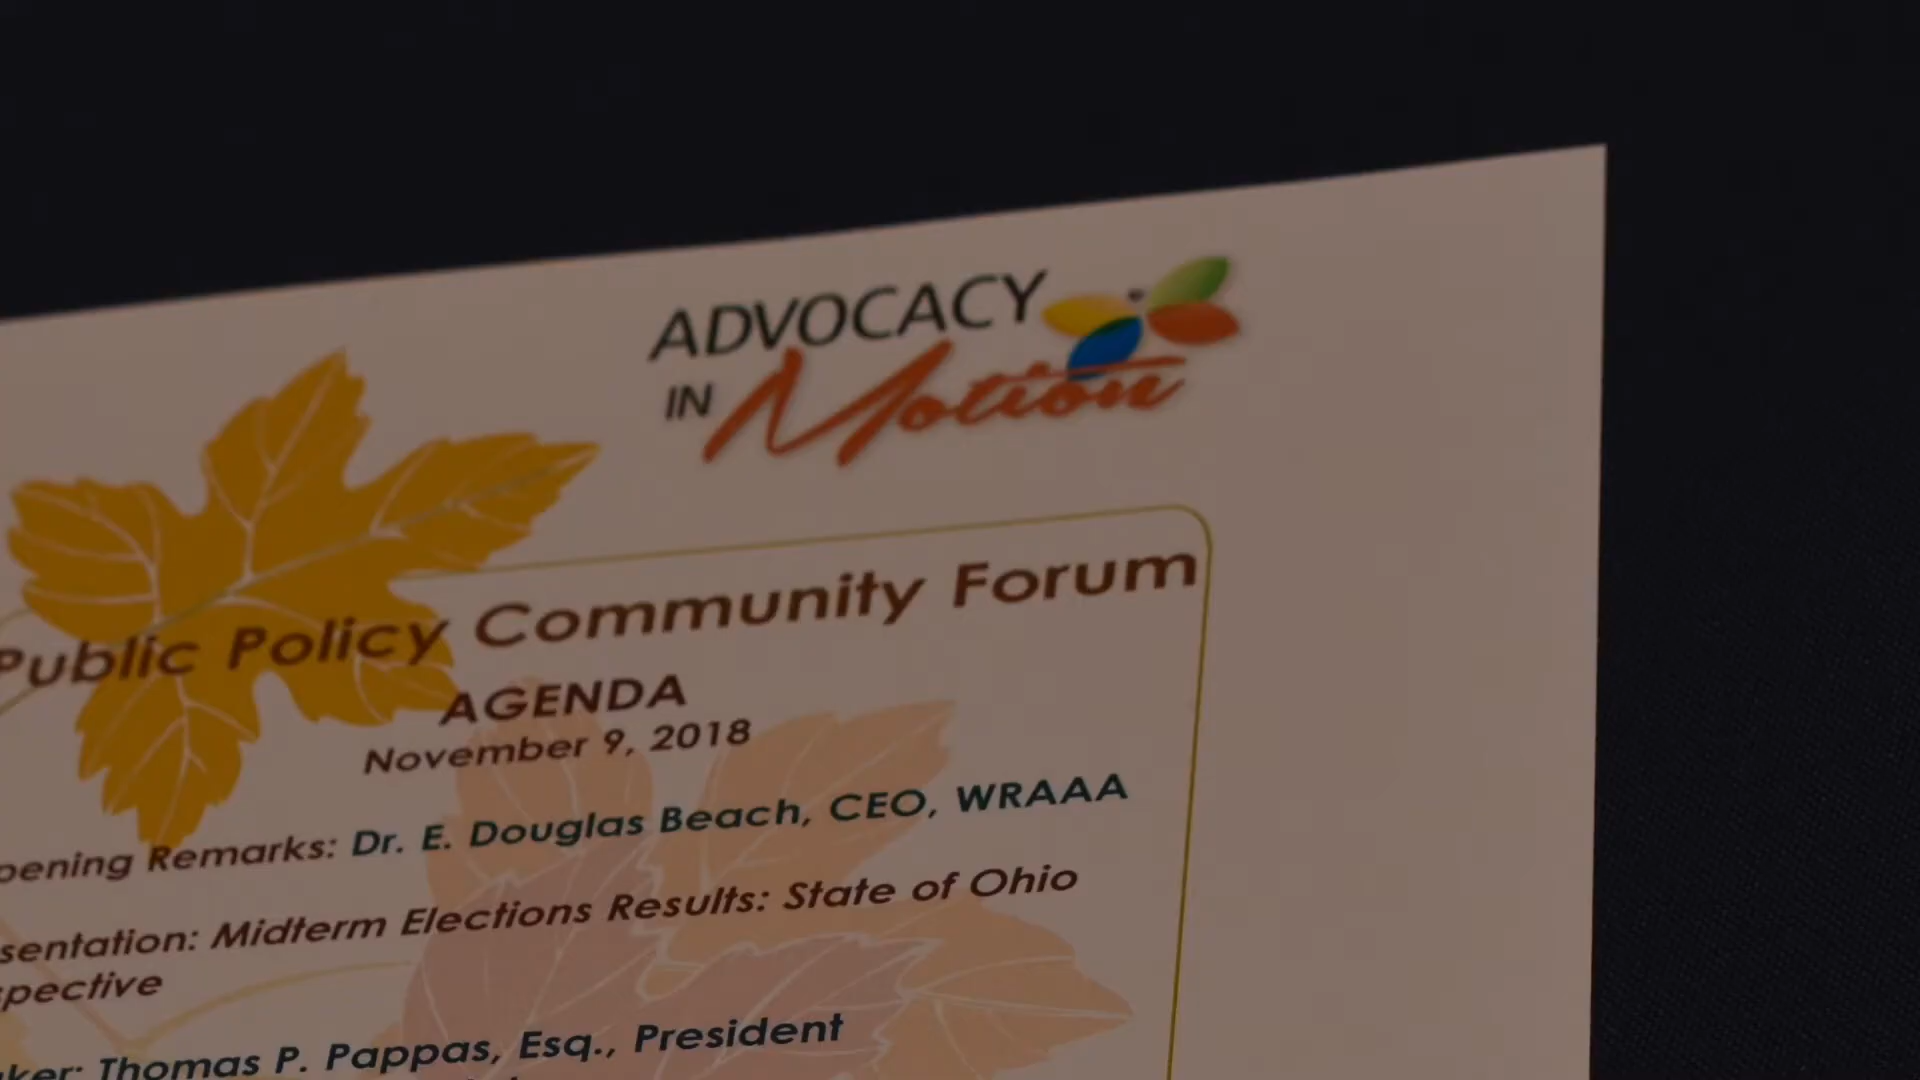 ADVOCACY
IN Motion
Public Policy Community Forum
AGENDA
November 9, 2018
pening Remarks: Dr. E. Douglas Beach, CEO, WRAAA
sentation: Midterm Elections Results: State of Ohio
spective
ker: Thomas P. Pappas, Esq., President